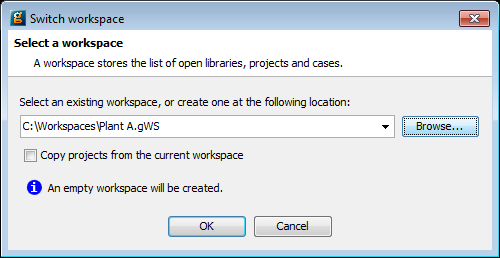 Switch workspace
Select a workspace
A workspace stores the list of open libraries, projects and cases.
Select an existing workspace, or create one at the following location:
C:\Workspaces\Plant A.gWS
Browse...
Copy projects from the current workspace
An empty workspace will be created.
OK Cancel